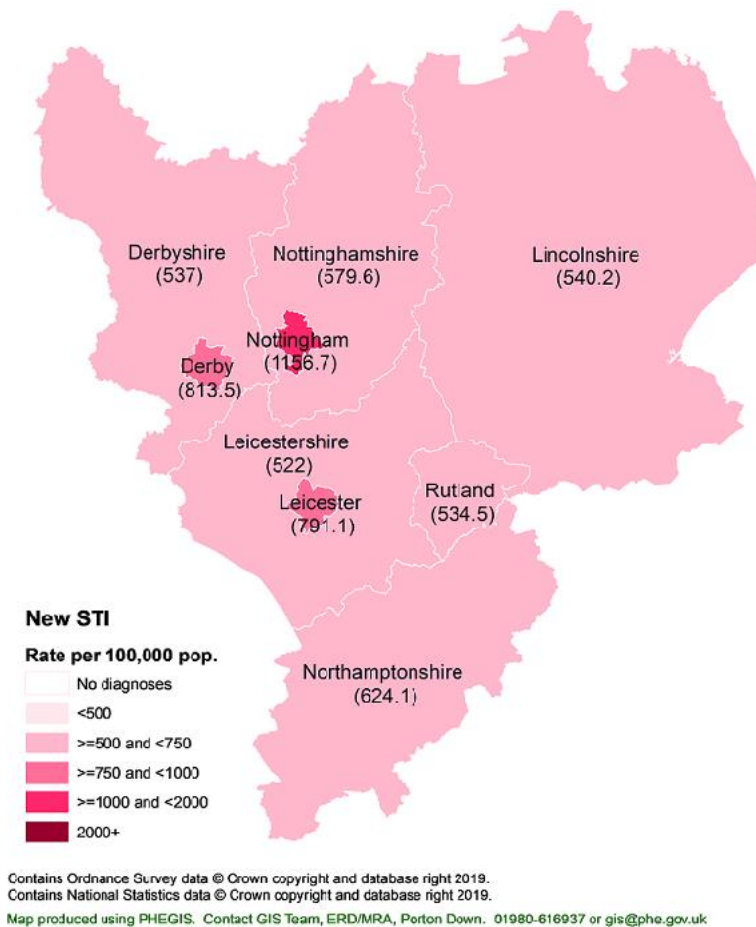 Derbyshire
(537)
Nottinghamshire
(579.6)
Lincolnshire
(540.2)
Nottingham
(1156.7)
Derby
(813.5)
Leicestershire
(522)
Leicester
(791.1)
Rutland
(534.5)
Northamptonshire
(624.1)
New STI
Rate per 100,000 pop.
No diagnoses
<500
>=500 and <750
>=750 and <1000
>=1000 and <2000
2000+
Contains Ordnance Survey data © Crown copyright and database right 2019.
Contains National Statistics data © Crown copyright and database right 2019.
Map produced using PHEGIS. Contact GIS Team, ERD/MRA, Porton Down. 01980-616937 or gis@phe.gov.uk